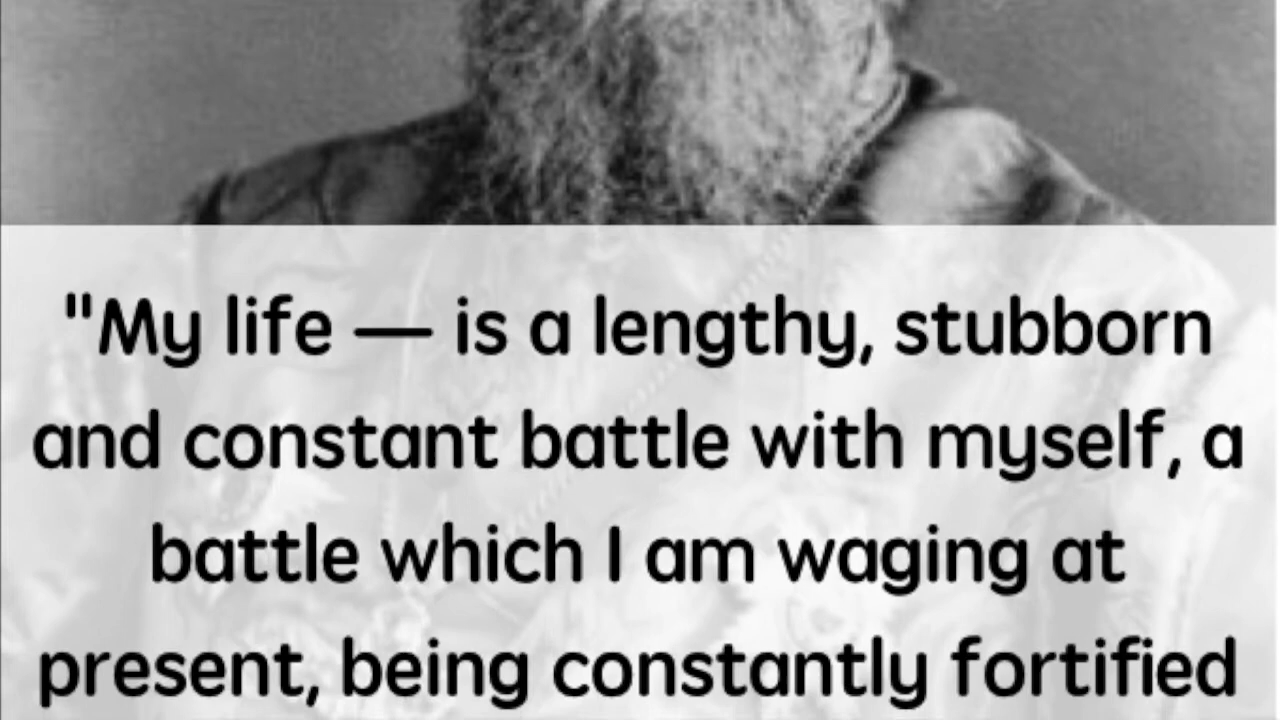 "My life — is a lengthy, stubborn
and constant battle with myself, a
battle which I am waging at
present, being constantly fortified